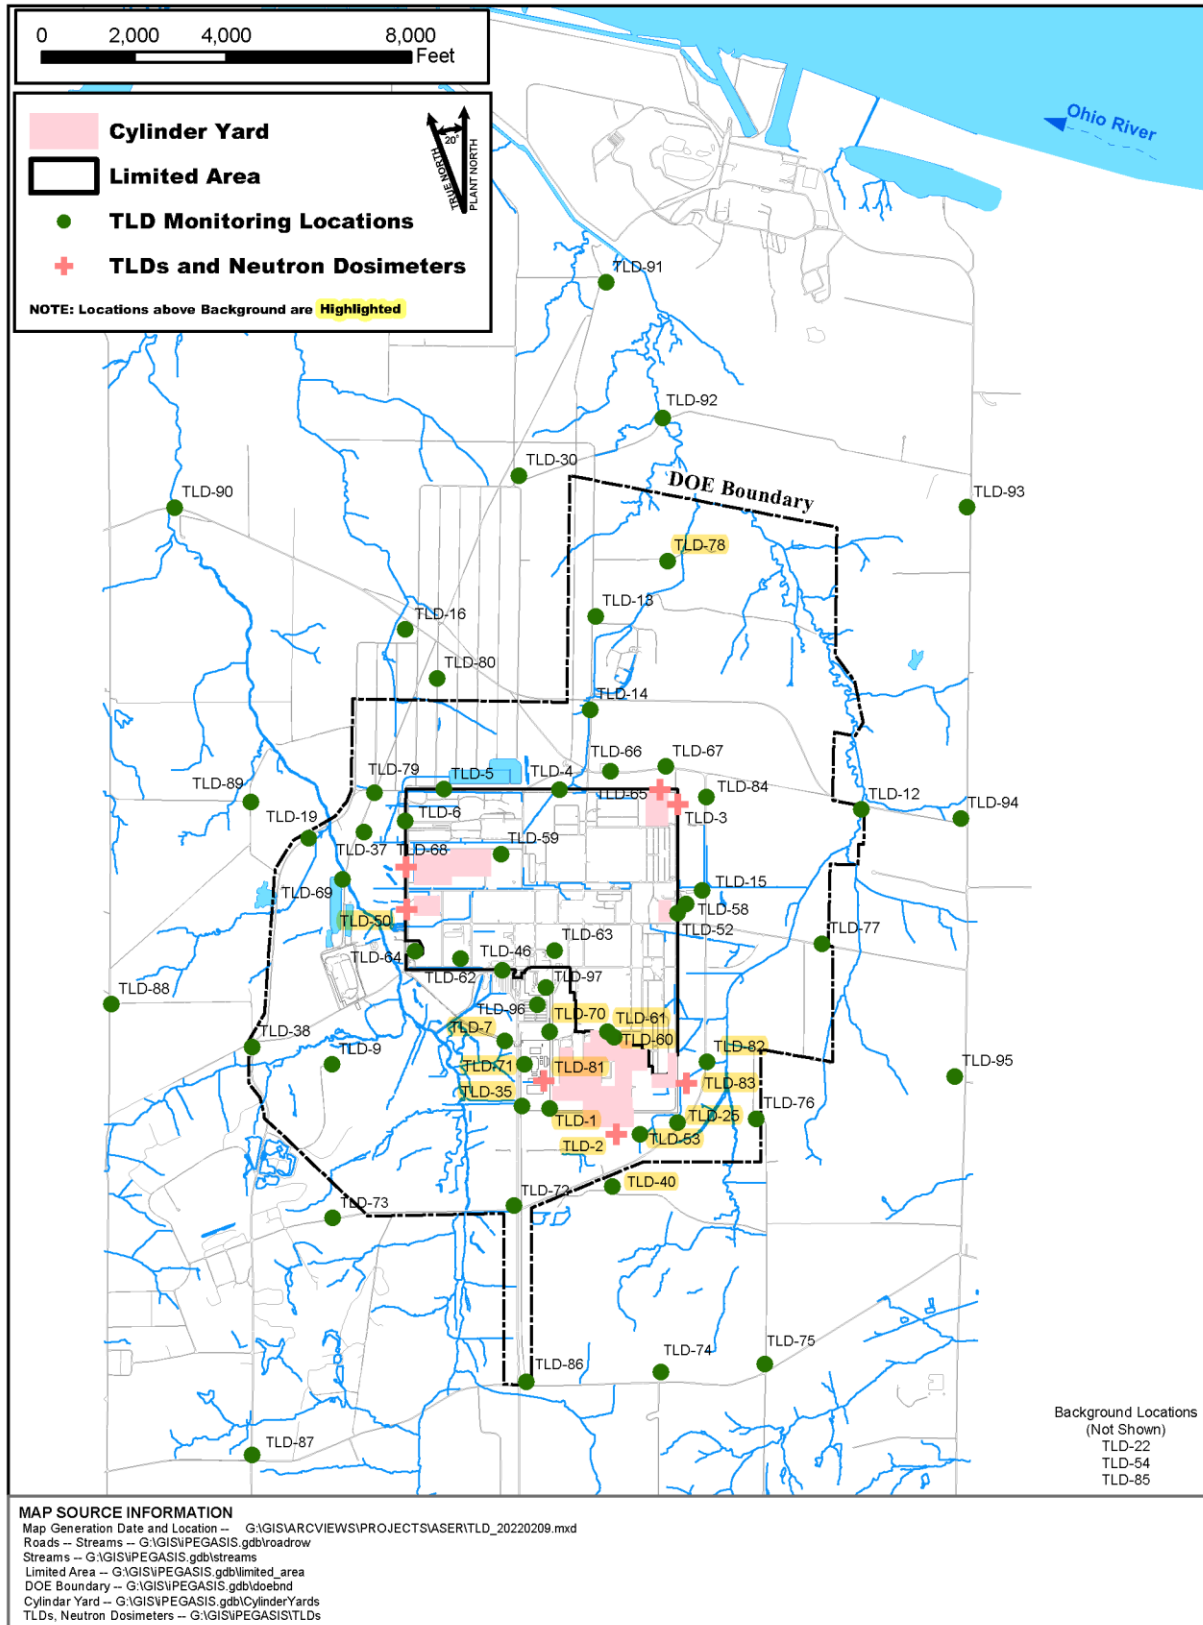 0 2,000 4,000 8,000
Feet
Cylinder Yard
Limited Area
TLD Monitoring Locations
TLDs and Neutron Dosimeters
NOTE: Locations above Background are Highlighted
20°
TRUE NORTH
PLANT NORTH
Ohio River
TLD-91
TLD-92
TLD-30
DOE Boundary
TLD-90
TLD-93
TLD-78
TLD-13
TLD-16
TLD-80
TLD-14
TLD-66
TLD-67
TLD-79
TLD-5
TLD-4
TLD-89
TLD-65
TLD-84
TLD-12
TLD-94
TLD-19
TLD-6
TLD-3
TLD-59
TLD-37
TLD-68
TLD-69
TLD-15
TLD-58
TLD-50
TLD-52
TLD-77
TLD-64
TLD-46
TLD-63
TLD-62
TLD-97
TLD-88
TLD-96
TLD-70
TLD-61
TLD-38
TLD-7
TLD-60
TLD-9
TLD-82
TLD-71
TLD-81
TLD-83
TLD-95
TLD-35
TLD-1
TLD-25
TLD-76
TLD-2
TLD-53
TLD-40
TLD-73
TLD-72
TLD-86
TLD-74
TLD-75
TLD-87
Background Locations
(Not Shown)
TLD-22
TLD-54
TLD-85
MAP SOURCE INFORMATION
Map Generation Date and Location -- G:\GIS\ARCVIEWS\PROJECTS\ASER\TLD_20220209.mxd
Roads -- Streams -- G:\GIS\IPEGASIS.gdb\roadrow
Streams -- G:\GIS\IPEGASIS.gdb\streams
Limited Area -- G:\GIS\IPEGASIS.gdb\limited_area
DOE Boundary -- G:\GIS\IPEGASIS.gdb\doebnd
Cylindar Yard -- G:\GIS\IPEGASIS.gdb\CylinderYards
TLDs, Neutron Dosimeters -- G:\GIS\IPEGASIS\TLDs